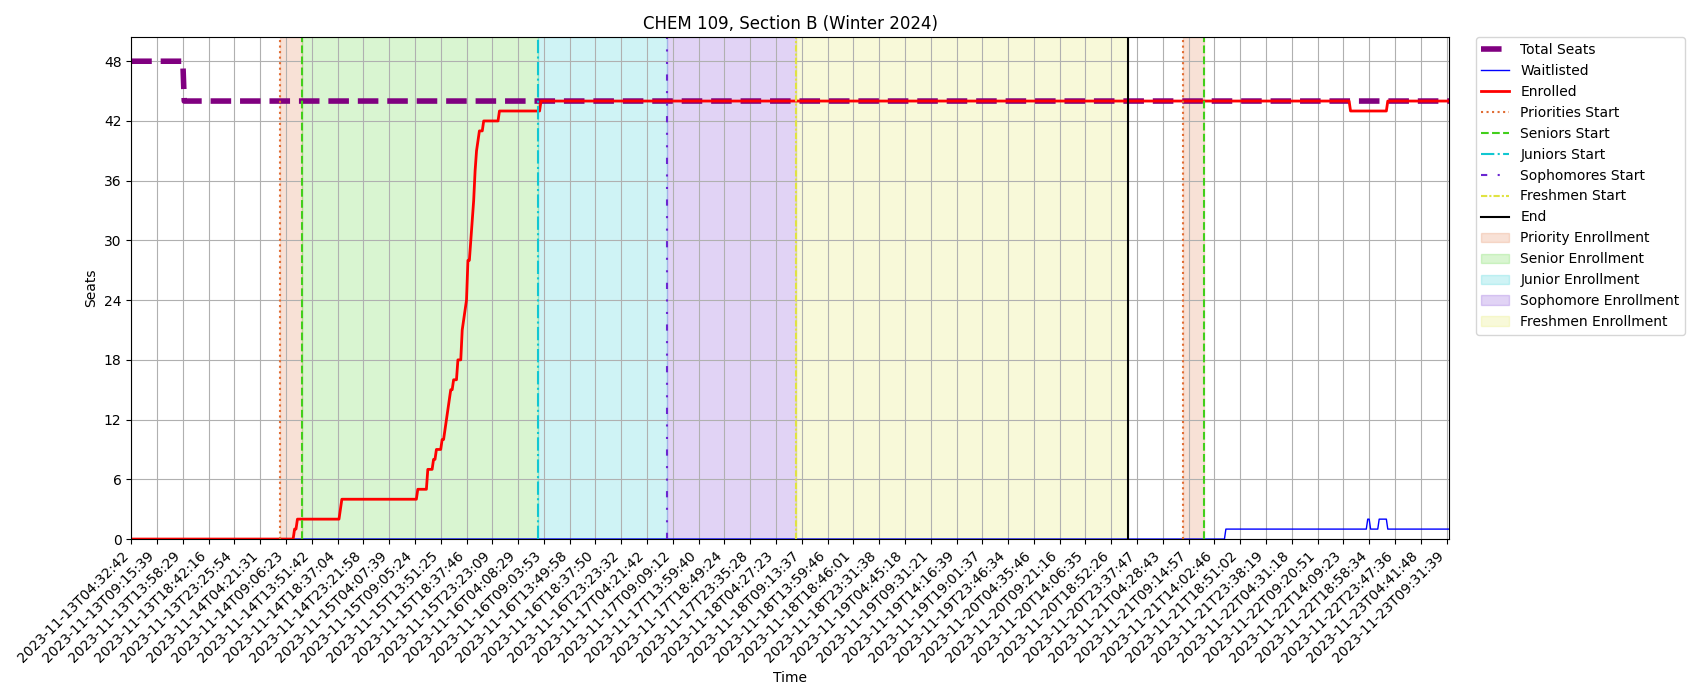 CHEM 109, Section B (Winter 2024)
Seats
48
42
36
30
24
18
12
6
0
2023-11-13T04:32:42
2023-11-13T09:15:39
2023-11-13T13:58:29
2023-11-13T18:42:16
2023-11-13T23:25:54
2023-11-14T04:21:31
2023-11-14T09:06:23
2023-11-14T13:51:42
2023-11-14T18:37:04
2023-11-14T23:21:58
2023-11-15T04:07:39
2023-11-15T09:05:24
2023-11-15T13:51:25
2023-11-15T18:37:46
2023-11-15T23:23:09
2023-11-16T04:08:29
2023-11-16T09:03:53
2023-11-16T13:49:58
2023-11-16T18:37:50
2023-11-16T23:23:32
2023-11-17T04:21:42
2023-11-17T09:09:12
2023-11-17T13:59:40
2023-11-17T18:49:24
2023-11-17T23:35:28
2023-11-18T04:27:23
2023-11-18T09:13:37
2023-11-18T13:59:46
2023-11-18T18:46:01
2023-11-18T23:31:38
2023-11-19T04:45:19
2023-11-19T09:31:21
2023-11-19T14:16:39
2023-11-19T19:01:37
2023-11-19T23:46:34
2023-11-20T04:35:46
2023-11-20T09:21:16
2023-11-20T14:06:35
2023-11-20T18:52:26
2023-11-20T23:37:47
2023-11-21T04:28:43
2023-11-21T09:14:57
2023-11-21T14:02:46
2023-11-21T18:51:02
2023-11-21T23:38:19
2023-11-22T04:31:18
2023-11-22T09:20:51
2023-11-22T14:09:23
2023-11-22T18:58:34
2023-11-22T23:47:36
2023-11-23T04:41:48
2023-11-23T09:31:39
Time
Total Seats
Waitlisted
Enrolled
Priorities Start
Seniors Start
Juniors Start
Sophomores Start
Freshmen Start
End
Priority Enrollment
Senior Enrollment
Junior Enrollment
Sophomore Enrollment
Freshmen Enrollment